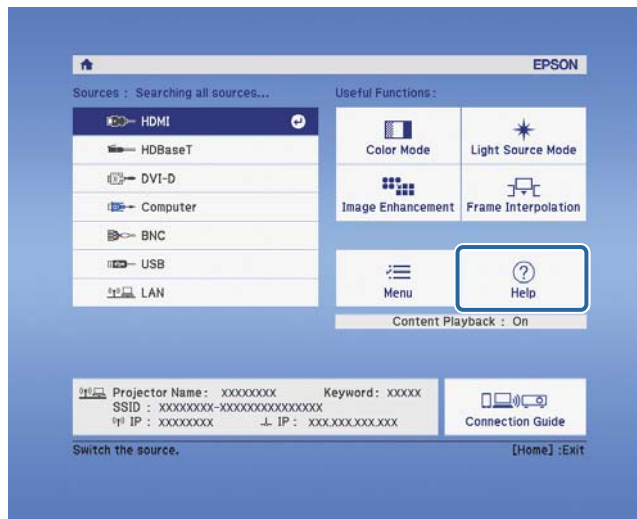 EPSON
Sources : Searching all sources...
Useful Functions :
HDMI
HDBaseT
DVI-D
Computer
BNC
USB
LAN
Color Mode
Light Source Mode
Image Enhancement
Frame Interpolation
Menu
Help
Content Playback : On
Projector Name : XXXXXXXX Keyword: XXXXX
SSID : XXXXXXXX-XXXXXXXXXXXXXXX
IP : XXXXXXXX IP : XXX.XXX.XXX.XXX
Connection Guide
Switch the source.
[Home] :Exit